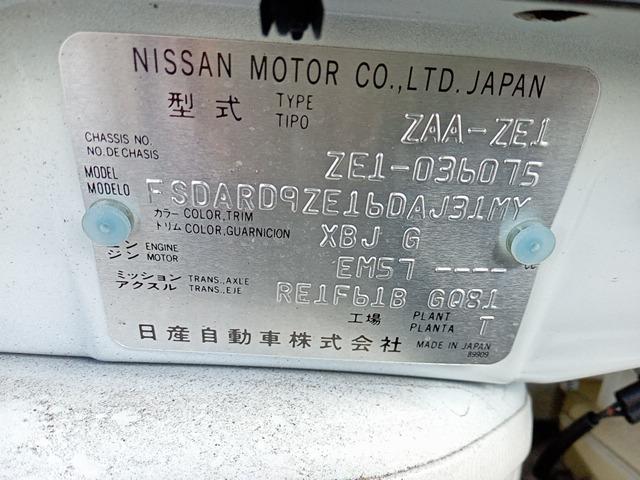 NISSAN MOTOR CO.,LTD. JAPAN
型式 TYPE TIPO ZAA-ZE1
CHASSIS NO. NO. DE CHASIS ZE1-036075
MODEL MODELO FSDARD9ZE16DAJ31MY
カラー COLOR,TRIM
トリム COLOR,GUARNICION XBJ G
ENGINE
ジン MOTOR EM57 ----
ミッション TRANS., AXLE
アクスル TRANS., EJE RE1F61B GQ81
工場 PLANT PLANTA T
日産自動車株式会社 MADE IN JAPAN
89909